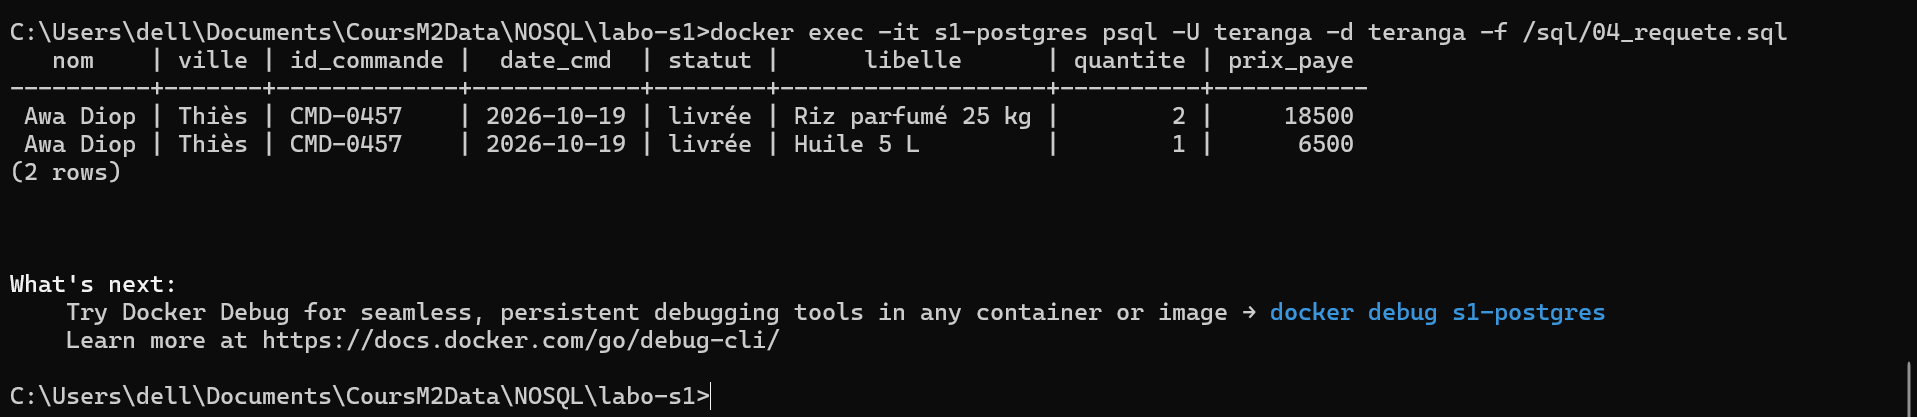 C:\Users\dell\Documents\CoursM2Data\NOSQL\labo-s1>docker exec -it s1-postgres psql -U teranga -d teranga -f /sql/04_requete.sql
   nom    | ville | id_commande |  date_cmd  | statut |      libelle      | quantite | prix_paye
----------+-------+-------------+------------+--------+-------------------+----------+-----------
 Awa Diop | Thiès | CMD-0457    | 2026-10-19 | livrée | Riz parfumé 25 kg |        2 |     18500
 Awa Diop | Thiès | CMD-0457    | 2026-10-19 | livrée | Huile 5 L         |        1 |      6500
(2 rows)
What's next:
    Try Docker Debug for seamless, persistent debugging tools in any container or image → docker debug s1-postgres
    Learn more at https://docs.docker.com/go/debug-cli/
C:\Users\dell\Documents\CoursM2Data\NOSQL\labo-s1>